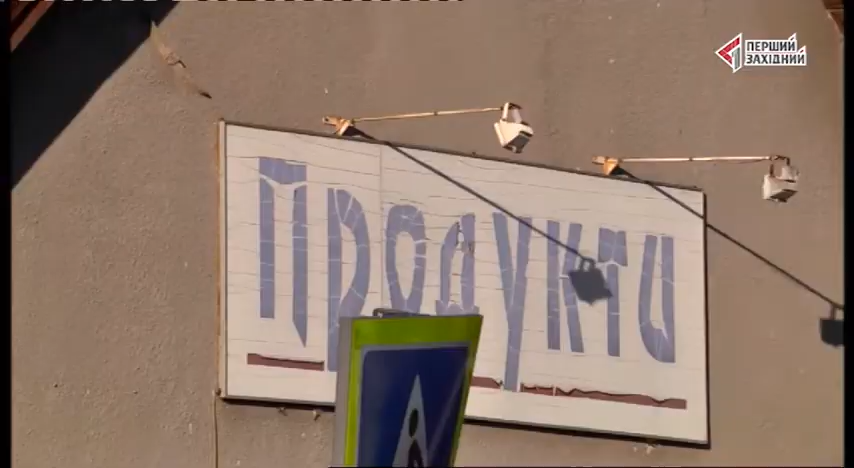 ПЕРШИЙ
ЗАХІДНИЙ
Продукти